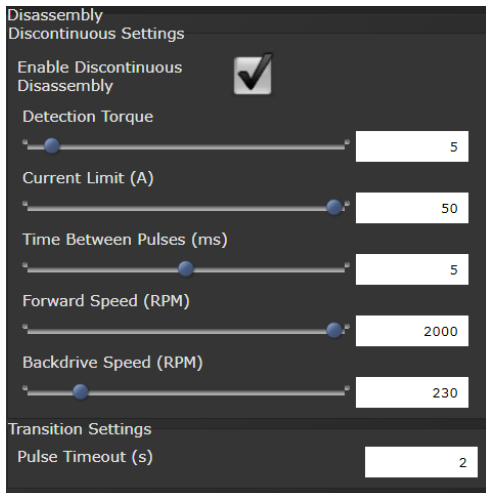 Disassembly
Discontinuous Settings
Enable Discontinuous
Disassembly
Detection Torque
5
Current Limit (A)
50
Time Between Pulses (ms)
5
Forward Speed (RPM)
2000
Backdrive Speed (RPM)
230
Transition Settings
Pulse Timeout (s)
2